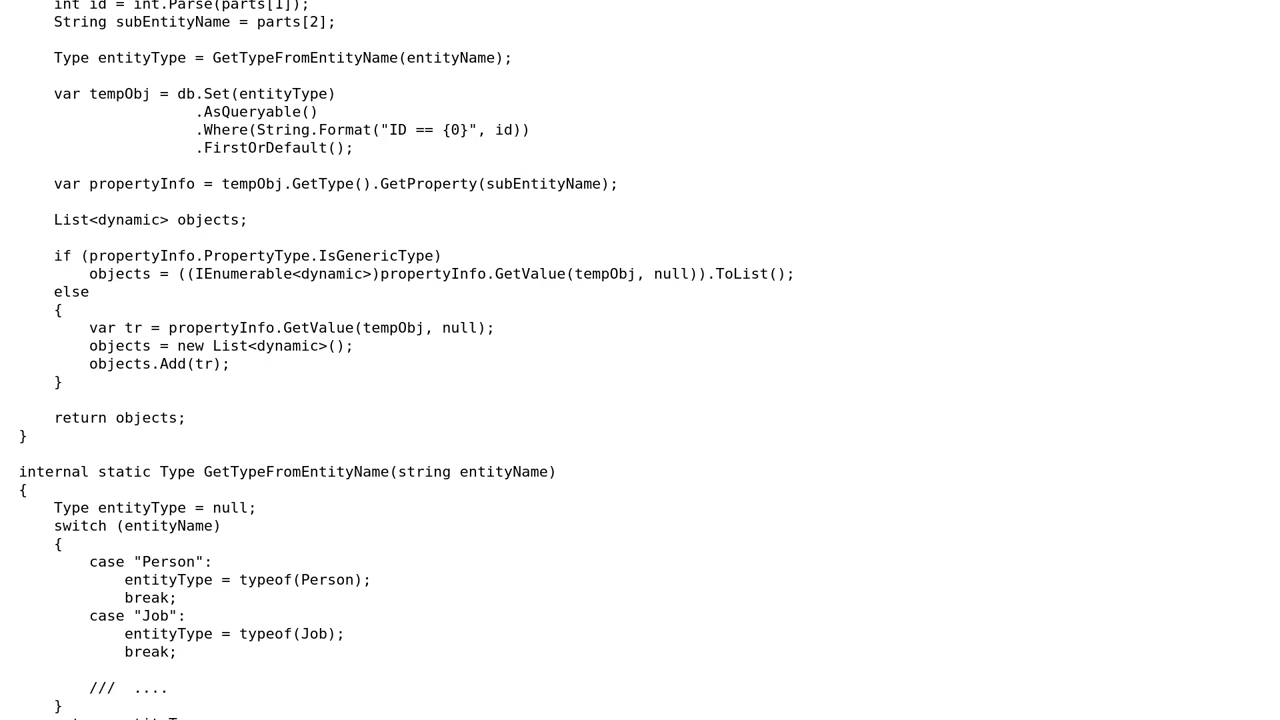 int id = int.Parse(parts[1]);
String subEntityName = parts[2];
Type entityType = GetTypeFromEntityName(entityName);
var tempObj = db.Set(entityType)
.AsQueryable()
.Where(String.Format("ID == {0}", id))
.FirstOrDefault();
var propertyInfo = tempObj.GetType().GetProperty(subEntityName);
List<dynamic> objects;
if (propertyInfo.PropertyType.IsGenericType)
objects = ((IEnumerable<dynamic>)propertyInfo.GetValue(tempObj, null)).ToList();
else
{
var tr = propertyInfo.GetValue(tempObj, null);
objects = new List<dynamic>();
objects.Add(tr);
}
return objects;
}
internal static Type GetTypeFromEntityName(string entityName)
{
Type entityType = null;
switch (entityName)
{
case "Person":
entityType = typeof(Person);
break;
case "Job":
entityType = typeof(Job);
break;
///  ....
}